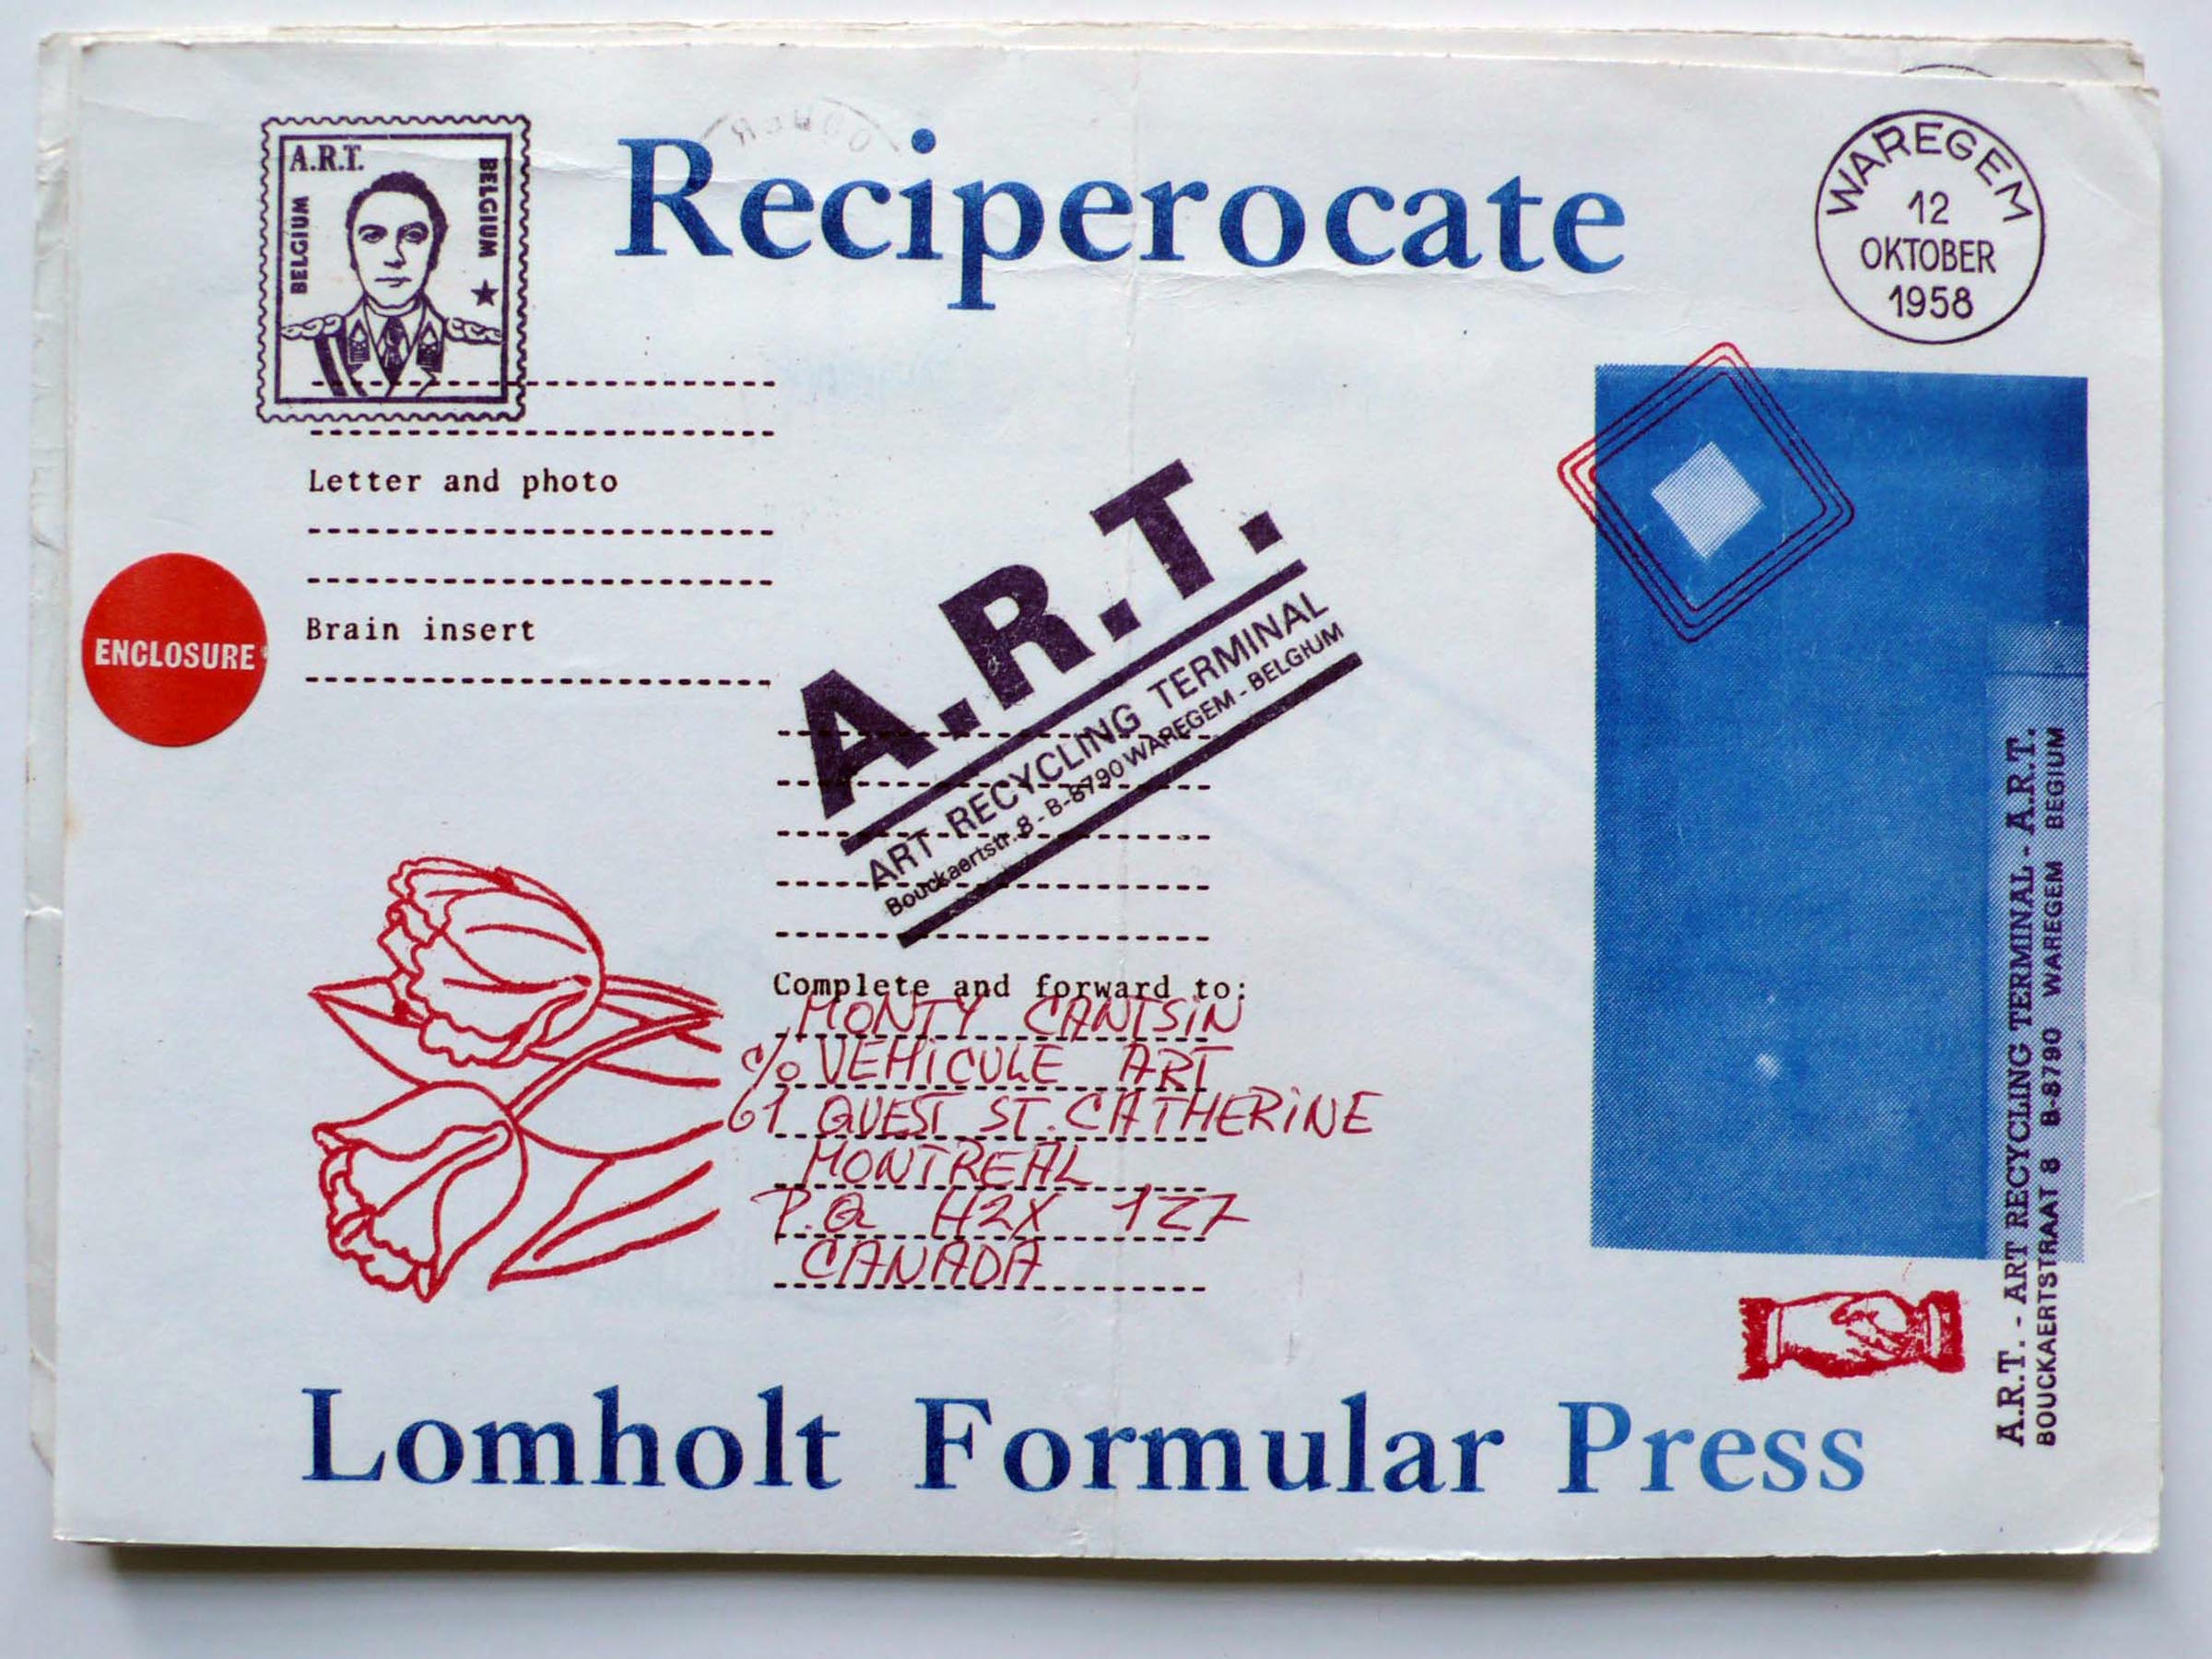 A.R.T.
BELGIUM
BELGIUM
Reciperocate
WAREGEM
12
OKTOBER
1958
Letter and photo
Brain insert
ENCLOSURE
A.R.T.
ART RECYCLING TERMINAL
Bouckaertstr. 8 - B-8790 WAREGEM - BELGIUM
Complete and forward to:
MONTY CANTSiN
c/o VEHiCULE ART
61 OUEST ST. CATHERiNE
MONTREAL
P.Q H2X 1Z7
CANADA
A.R.T. - ART RECYCLING TERMINAL - A.R.T.
BOUCKAERTSTRAAT 8 B-8790 WAREGEM BEGIUM
Lomholt Formular Press